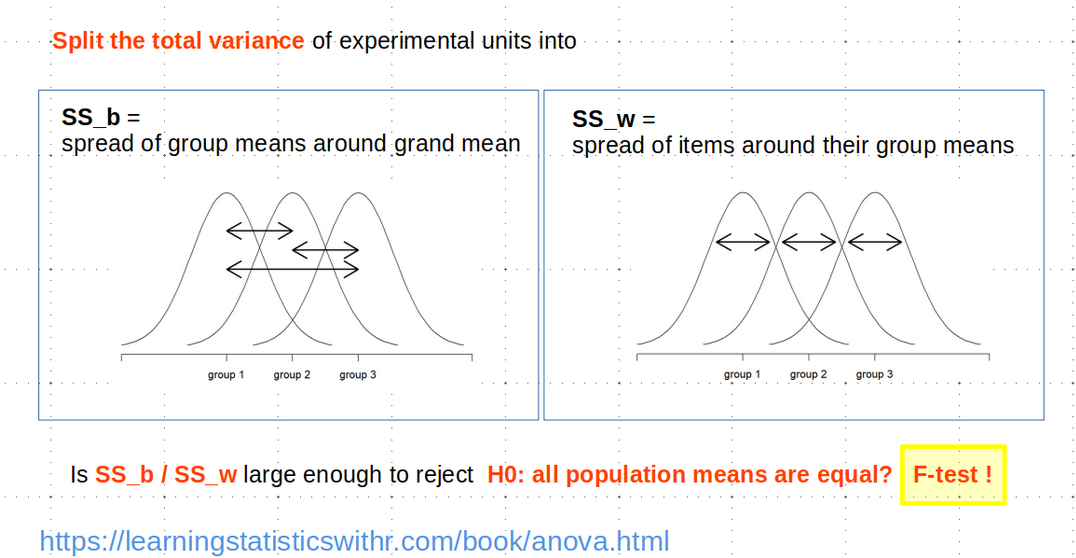 Split the total variance of experimental units into
SS_b =
spread of group means around grand mean
group 1 group 2 group 3
SS_w =
spread of items around their group means
group 1 group 2 group 3
Is SS_b / SS_w large enough to reject H0: all population means are equal? F-test !
https://learningstatisticswithr.com/book/anova.html